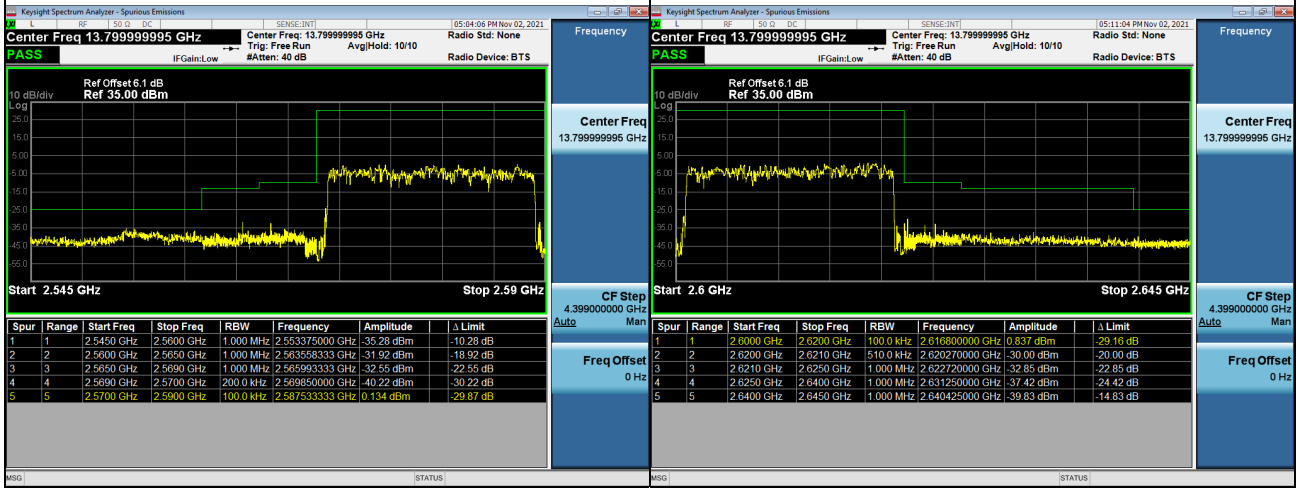 Keysight Spectrum Analyzer - Spurious Emissions
L RF 50 Ω DC SENSE:INT 05:04:06 PM Nov 02, 2021
Center Freq 13.799999995 GHz Center Freq: 13.799999995 GHz Radio Std: None
Trig: Free Run Avg|Hold: 10/10
PASS IFGain:Low #Atten: 40 dB Radio Device: BTS
Ref Offset 6.1 dB
10 dB/div Ref 35.00 dBm
Log
25.0
15.0
5.00
-5.00
-15.0
-25.0
-35.0
-45.0
-55.0
Start 2.545 GHz Stop 2.59 GHz
Spur Range Start Freq Stop Freq RBW Frequency Amplitude Δ Limit
1 1 2.5450 GHz 2.5600 GHz 1.000 MHz 2.553375000 GHz -35.28 dBm -10.28 dB
2 2 2.5600 GHz 2.5650 GHz 1.000 MHz 2.563558333 GHz -31.92 dBm -18.92 dB
3 3 2.5650 GHz 2.5690 GHz 1.000 MHz 2.565993333 GHz -32.55 dBm -22.55 dB
4 4 2.5690 GHz 2.5700 GHz 200.0 kHz 2.569850000 GHz -40.22 dBm -30.22 dB
5 5 2.5700 GHz 2.5900 GHz 100.0 kHz 2.587533333 GHz 0.134 dBm -29.87 dB
MSG STATUS
Frequency
Center Freq
13.799999995 GHz
CF Step
4.399000000 GHz
Auto Man
Freq Offset
0 Hz
Keysight Spectrum Analyzer - Spurious Emissions
L RF 50 Ω DC SENSE:INT 05:11:04 PM Nov 02, 2021
Center Freq 13.799999995 GHz Center Freq: 13.799999995 GHz Radio Std: None
Trig: Free Run Avg|Hold: 10/10
PASS IFGain:Low #Atten: 40 dB Radio Device: BTS
Ref Offset 6.1 dB
10 dB/div Ref 35.00 dBm
Log
25.0
15.0
5.00
-5.00
-15.0
-25.0
-35.0
-45.0
-55.0
Start 2.6 GHz Stop 2.645 GHz
Spur Range Start Freq Stop Freq RBW Frequency Amplitude Δ Limit
1 1 2.6000 GHz 2.6200 GHz 100.0 kHz 2.616800000 GHz 0.837 dBm -29.16 dB
2 2 2.6200 GHz 2.6210 GHz 510.0 kHz 2.620270000 GHz -30.00 dBm -20.00 dB
3 3 2.6210 GHz 2.6250 GHz 1.000 MHz 2.622720000 GHz -32.85 dBm -22.85 dB
4 4 2.6250 GHz 2.6400 GHz 1.000 MHz 2.631250000 GHz -37.42 dBm -24.42 dB
5 5 2.6400 GHz 2.6450 GHz 1.000 MHz 2.640425000 GHz -39.83 dBm -14.83 dB
MSG STATUS
Frequency
Center Freq
13.799999995 GHz
CF Step
4.399000000 GHz
Auto Man
Freq Offset
0 Hz